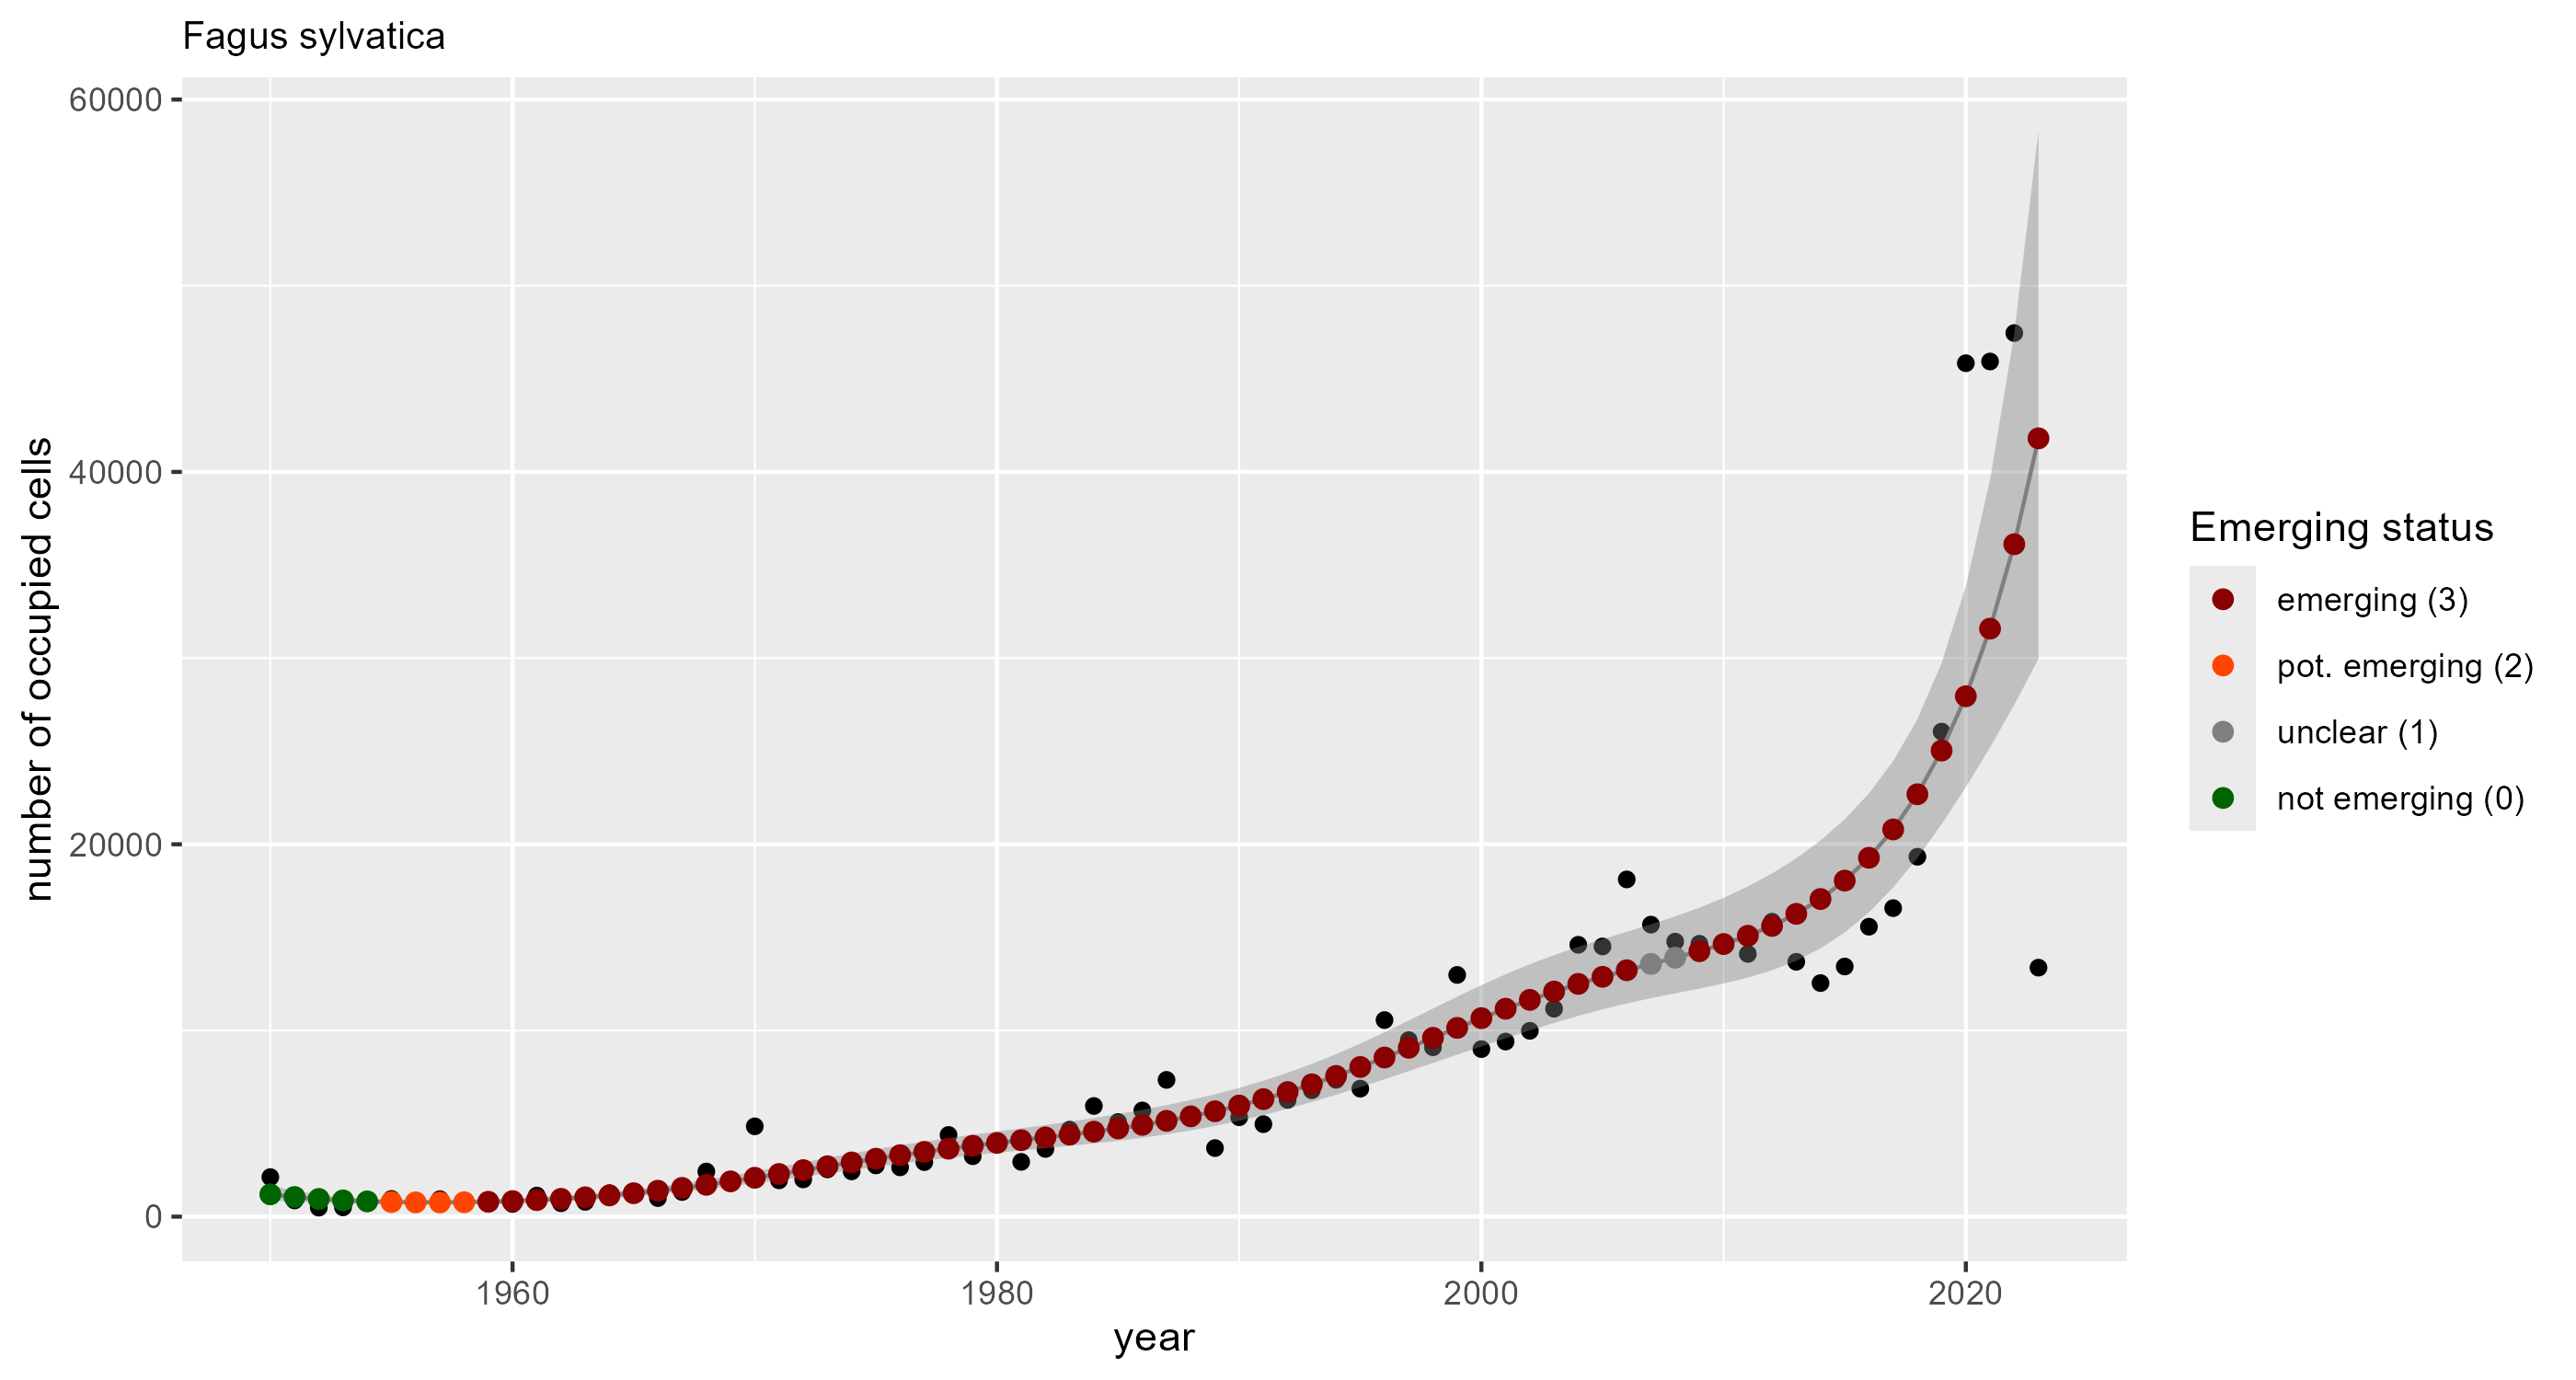 Fagus sylvatica
60000
40000
20000
0
number of occupied cells
1960
1980
2000
2020
year
Emerging status
emerging (3)
pot. emerging (2)
unclear (1)
not emerging (0)